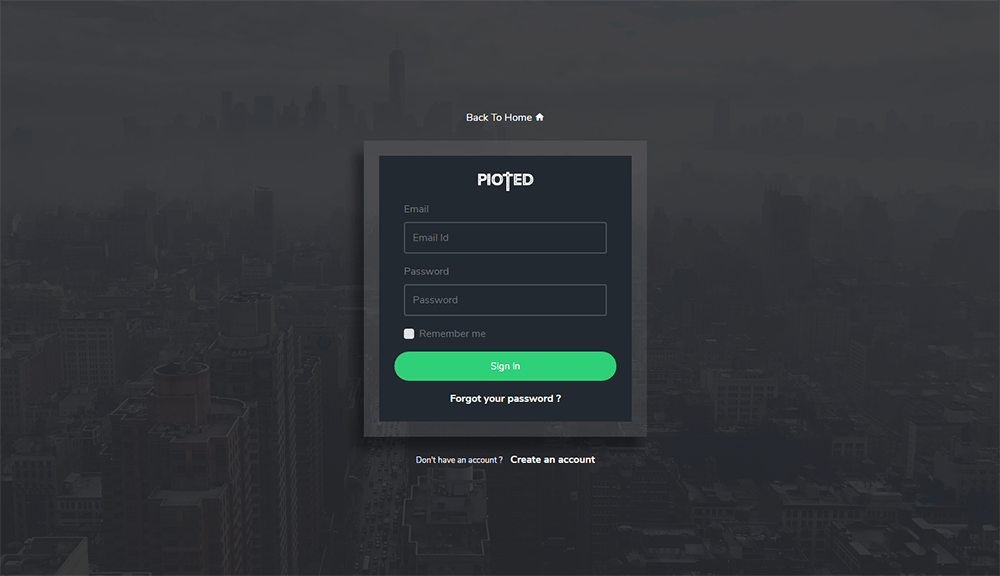 Back To Home
PIOTED
Email
Email Id
Password
Password
Remember me
Sign In
Forgot your password ?
Don't have an account ? Create an account